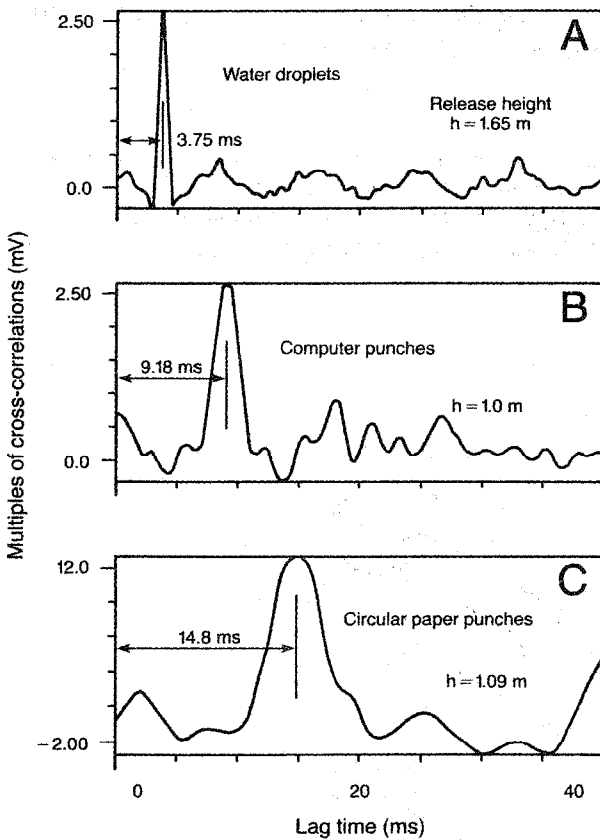 Multiples of cross-correlations (mV)
A
2.50
Water droplets
Release height
h = 1.65 m
3.75 ms
0.0
B
2.50
Computer punches
9.18 ms
h = 1.0 m
0.0
C
12.0
Circular paper punches
14.8 ms
h = 1.09 m
−2.00
0 20 40
Lag time (ms)